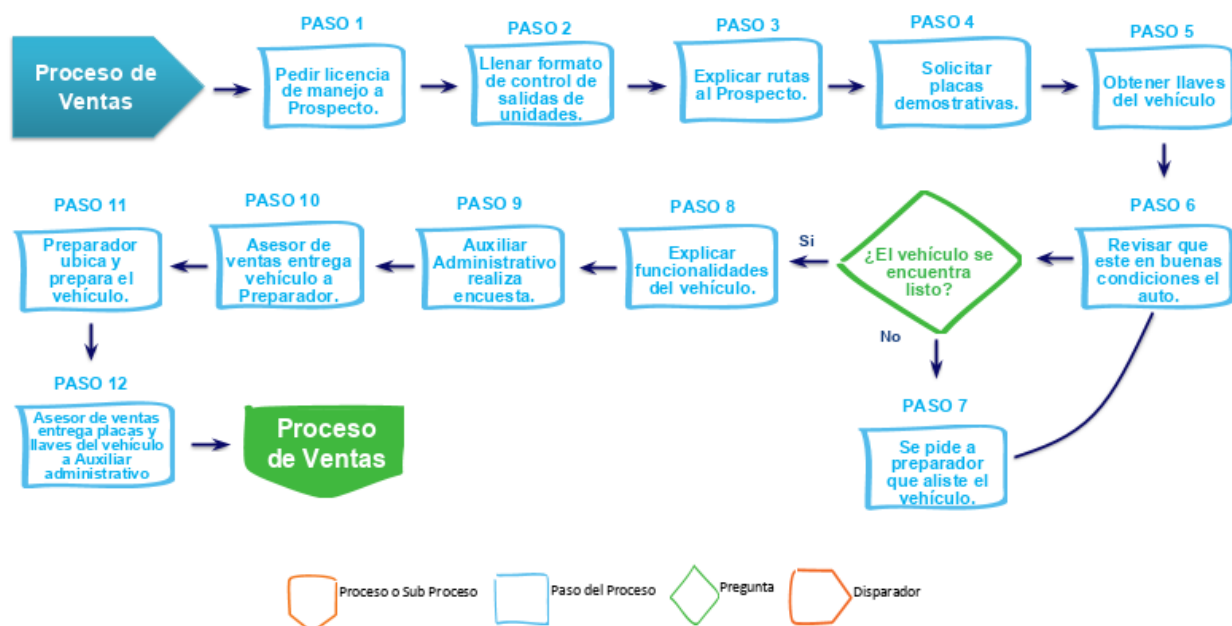 Proceso de
Ventas
PASO 1
Pedir licencia
de manejo a
Prospecto.
PASO 2
Llenar formato
de control de
salidas de
unidades.
PASO 3
Explicar rutas
al Prospecto.
PASO 4
Solicitar
placas
demostrativas.
PASO 5
Obtener llaves
del vehículo
PASO 6
Revisar que
este en buenas
condiciones el
auto.
¿El vehículo se
encuentra
listo?
Si
No
PASO 7
Se pide a
preparador
que aliste el
vehículo.
PASO 8
Explicar
funcionalidades
del vehículo.
PASO 9
Auxiliar
Administrativo
realiza
encuesta.
PASO 10
Asesor de
ventas entrega
vehículo a
Preparador.
PASO 11
Preparador
ubica y
prepara el
vehículo.
PASO 12
Asesor de ventas
entrega placas y
llaves del vehículo
a Auxiliar
administrativo
Proceso
de Ventas
Proceso o Sub Proceso
Paso del Proceso
Pregunta
Disparador